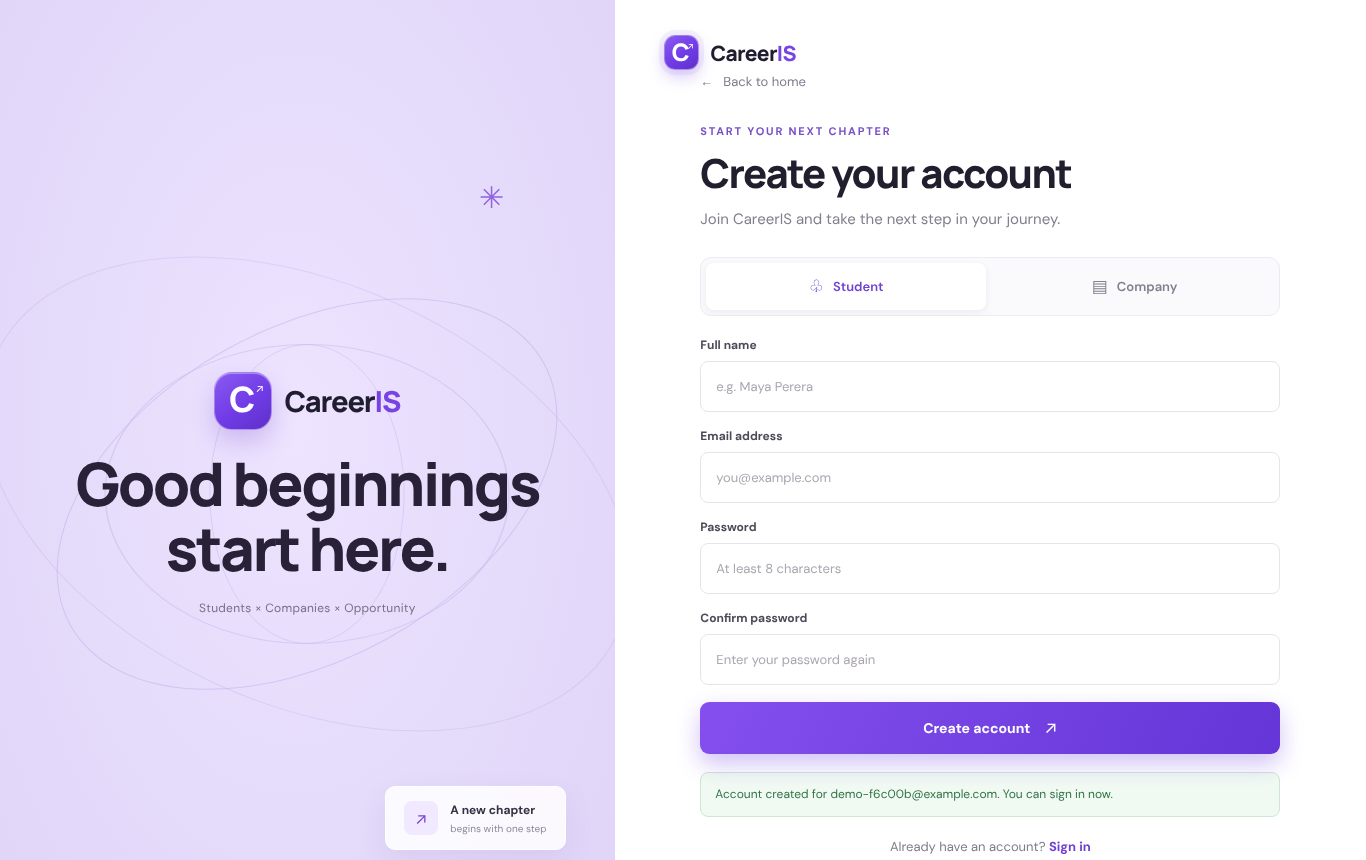 CareerIS
Good beginnings
start here.
Students × Companies × Opportunity
A new chapter
begins with one step
CareerIS
← Back to home
START YOUR NEXT CHAPTER
Create your account
Join CareerIS and take the next step in your journey.
Student
Company
Full name
e.g. Maya Perera
Email address
you@example.com
Password
At least 8 characters
Confirm password
Enter your password again
Create account
Account created for demo-f6c00b@example.com. You can sign in now.
Already have an account? Sign in